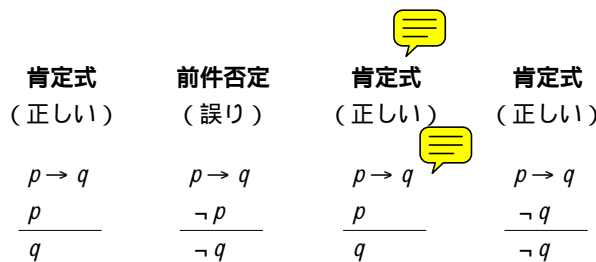 肯定式 前件否定 肯定式 肯定式
（正しい） （誤り） （正しい） （正しい）
p → q p → q p → q p → q
p ¬ p p ¬ q
q ¬ q q ¬ q